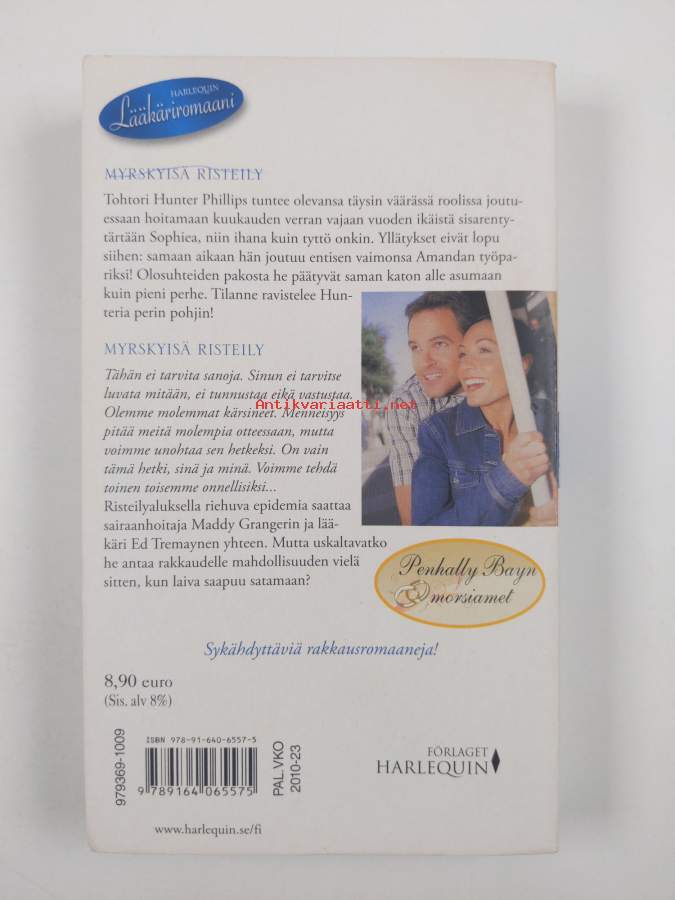 HARLEQUIN
Lääkäriromaani
MYRSKYISÄ RISTEILY
Tohtori Hunter Phillips tuntee olevansa täysin väärässä roolissa joutu-
essaan hoitamaan kuukauden verran vajaan vuoden ikäistä sisarenty-
tärtään Sophiea, niin ihana kuin tyttö onkin. Yllätykset eivät lopu
siihen: samaan aikaan hän joutuu entisen vaimonsa Amandan työpa-
riksi! Olosuhteiden pakosta he päätyvät saman katon alle asumaan
kuin pieni perhe. Tilanne ravistelee Hun-
teria perin pohjin!
MYRSKYISÄ RISTEILY
Tähän ei tarvita sanoja. Sinun ei tarvitse
luvata mitään, ei tunnustaa eikä vastustaa.
Antikvariaatti.net
Olemme molemmat kärsineet. Menneisyys
pitää meitä molempia otteessaan, mutta
voimme unohtaa sen hetkeksi. On vain
tämä hetki, sinä ja minä. Voimme tehdä
toinen toisemme onnellisiksi...
Risteilyaluksella riehuva epidemia saattaa
sairaanhoitaja Maddy Grangerin ja lää-
käri Ed Tremaynen yhteen. Mutta uskaltavatko
he antaa rakkaudelle mahdollisuuden vielä
sitten, kun laiva saapuu satamaan?
Penhally Bayn
morsiamet
Sykähdyttäviä rakkausromaaneja!
8,90 euro
(Sis. alv 8%)
979369-1009
ISBN 978-91-640-6557-5
9 789164 065575
PAL.VKO
2010-23
FÖRLAGET
HARLEQUIN
www.harlequin.se/fi